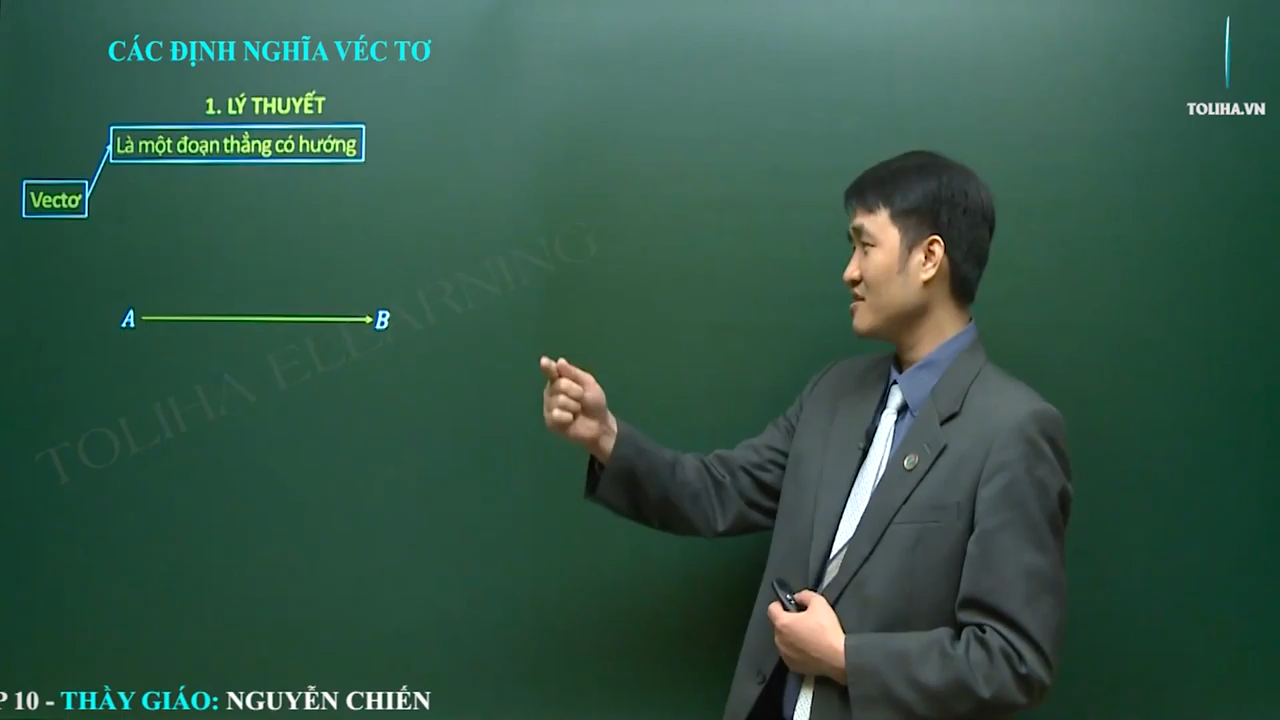 CÁC ĐỊNH NGHĨA VÉC TƠ
TOLIHA.VN
1. LÝ THUYẾT
Là một đoạn thẳng có hướng
Vectơ
A B
TOLIHA ELEARNING
P 10 - THẦY GIÁO: NGUYỄN CHIẾN